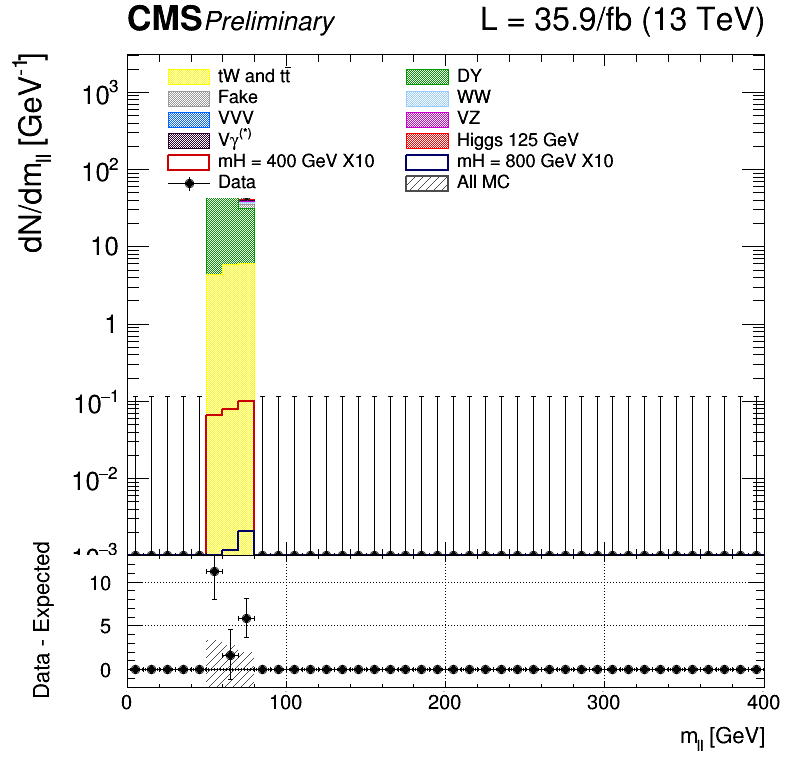 CMS Preliminary L = 35.9/fb (13 TeV)
dN/dm_ll [GeV⁻¹]
10³
10²
10
1
10⁻¹
10⁻²
10⁻³
tW and tt̄ DY
Fake WW
VVV VZ
Vγ⁽*⁾ Higgs 125 GeV
mH = 400 GeV X10 mH = 800 GeV X10
Data All MC
Data - Expected
10
5
0
0 100 200 300 400
m_ll [GeV]